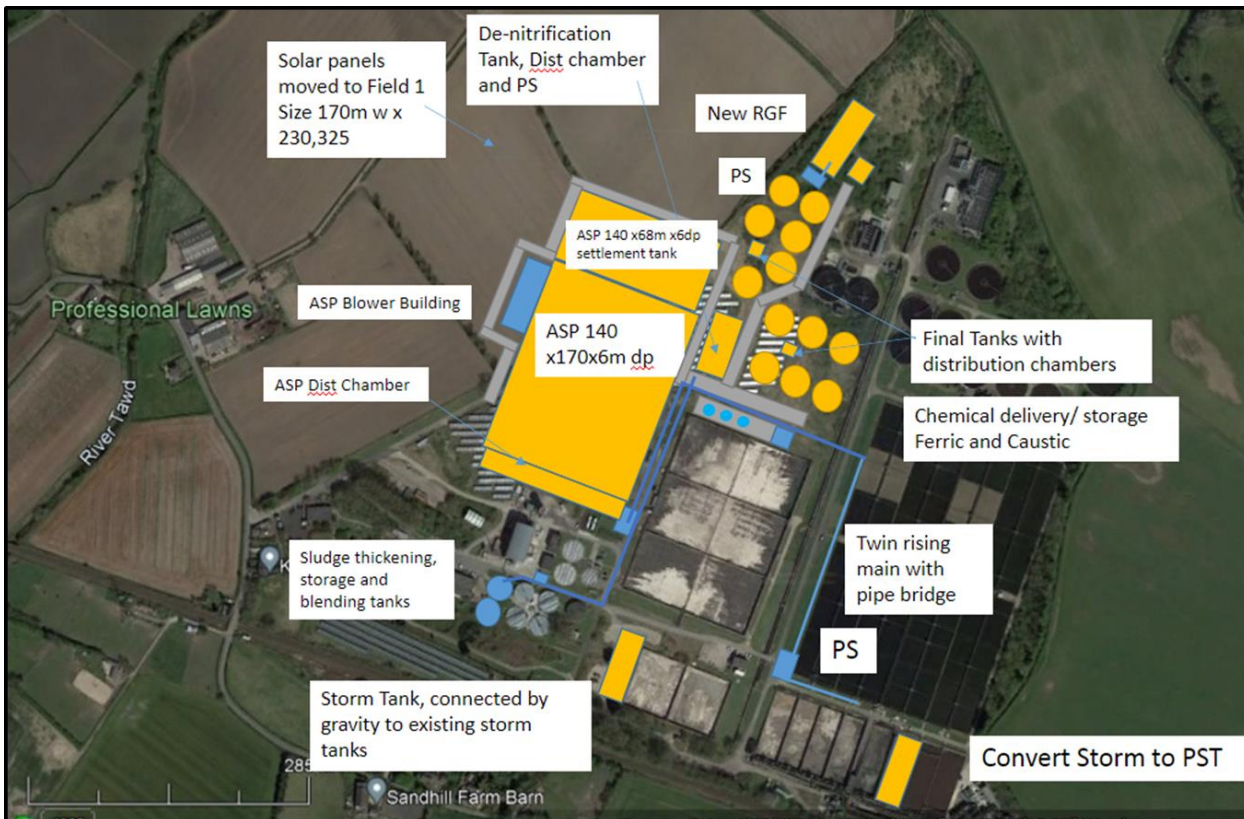 De-nitrification
Tank, Dist chamber
and PS
Solar panels
moved to Field 1
Size 170m w x
230,325
New RGF
PS
ASP 140 x68m x6dp
settlement tank
ASP Blower Building
Professional Lawns
ASP 140
x170x6m dp
Final Tanks with
distribution chambers
ASP Dist Chamber
Chemical delivery/ storage
Ferric and Caustic
River Tawd
Sludge thickening,
storage and
blending tanks
K
Twin rising
main with
pipe bridge
PS
Storm Tank, connected by
gravity to existing storm
tanks
Convert Storm to PST
285
Sandhill Farm Barn